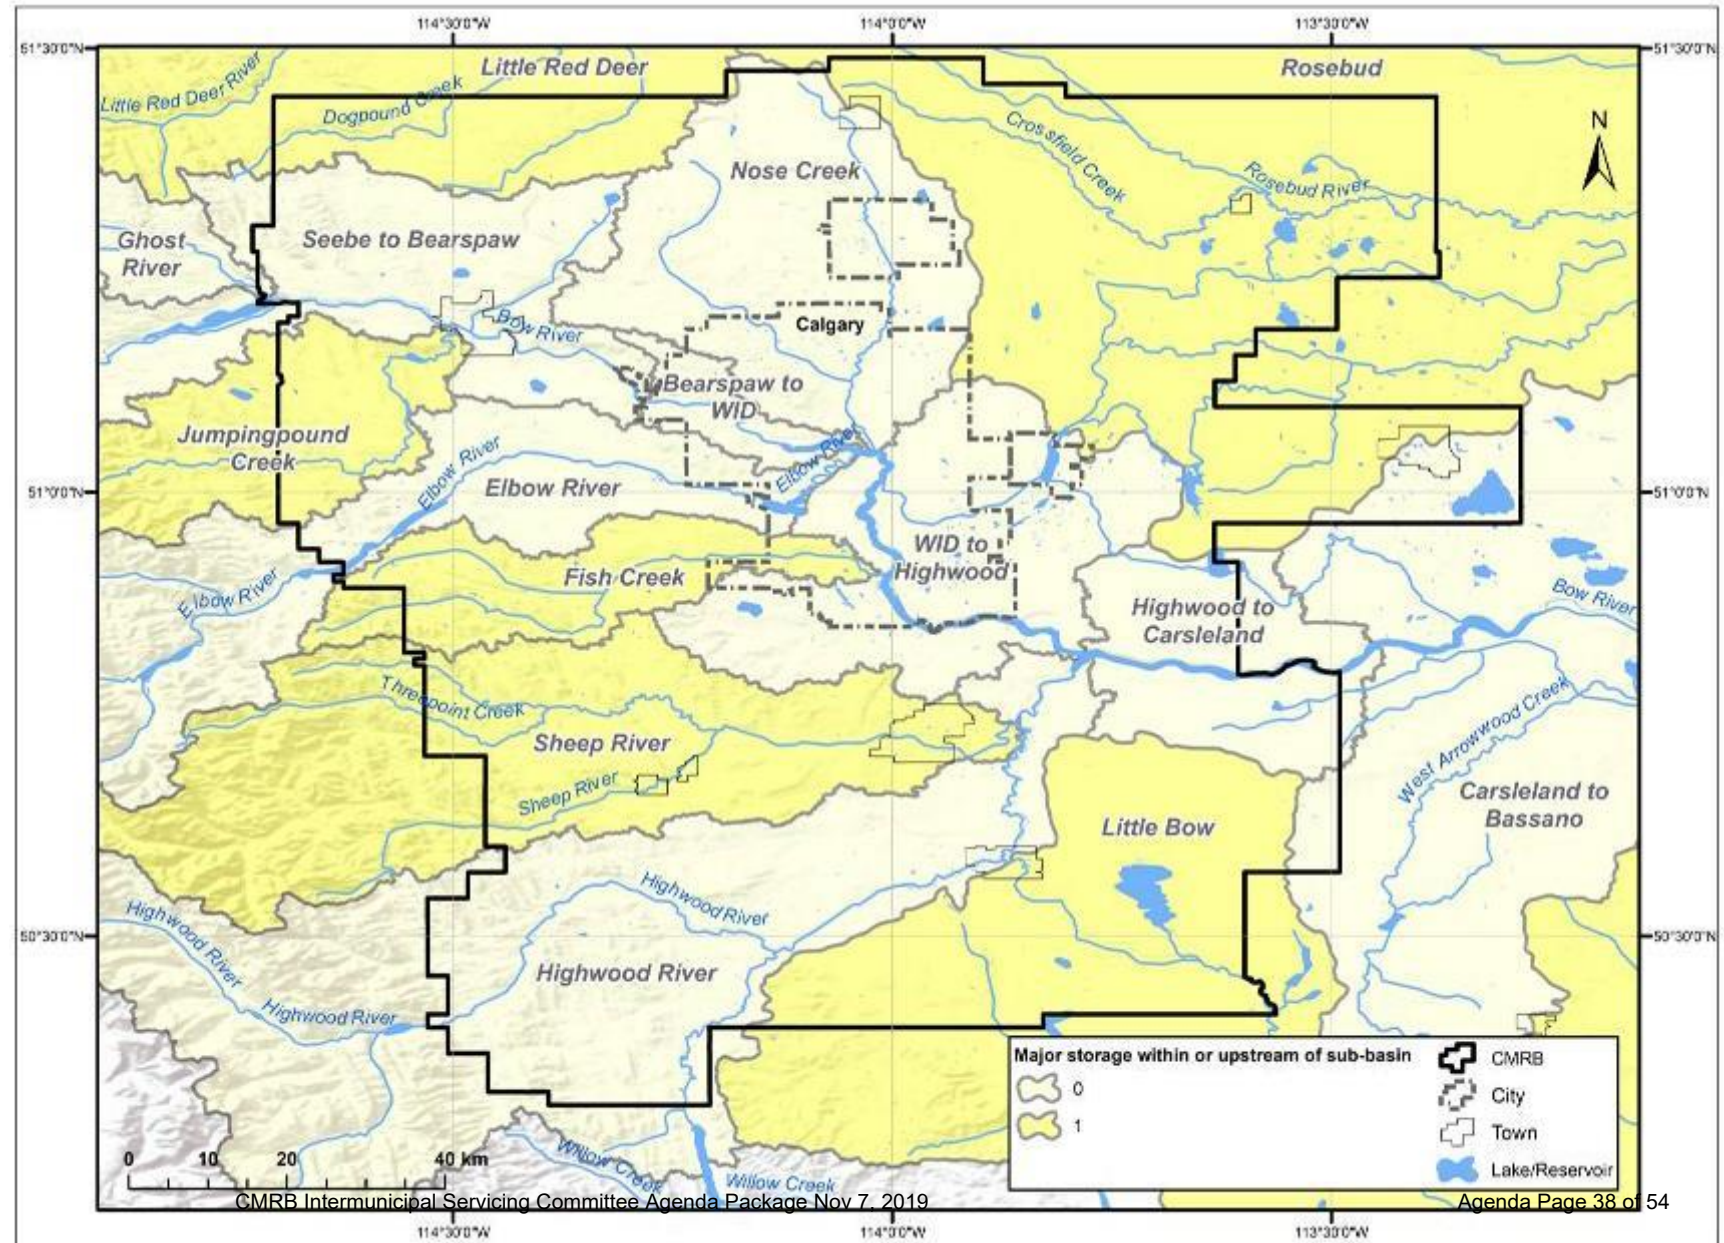 114°30'0"W
114°0'0"W
113°30'0"W
51°30'0"N
51°30'0"N
Little Red Deer
Rosebud
Little Red Deer River
Dogpound Creek
N
Crossfield Creek
Nose Creek
Rosebud River
Ghost
River
Seebe to Bearspaw
Bow River
Calgary
Bearspaw to
WID
Jumpingpound
Creek
Elbow River
Elbow River
Elbow River
51°0'0"N
51°0'0"N
WID to
Highwood
Fish Creek
Elbow River
Highwood to
Carsleland
Bow River
Threepoint Creek
Sheep River
Sheep River
West Arrowwood Creek
Carsleland to
Bassano
Little Bow
Highwood River
Highwood River
50°30'0"N
50°30'0"N
Highwood River
Highwood River
Major storage within or upstream of sub-basin
0
1
CMRB
City
Town
Lake/Reservoir
Willow Creek
Willow Creek
0 10 20 40 km
CMRB Intermunicipal Servicing Committee Agenda Package Nov 7, 2019
Agenda Page 38 of 54
114°30'0"W
114°0'0"W
113°30'0"W